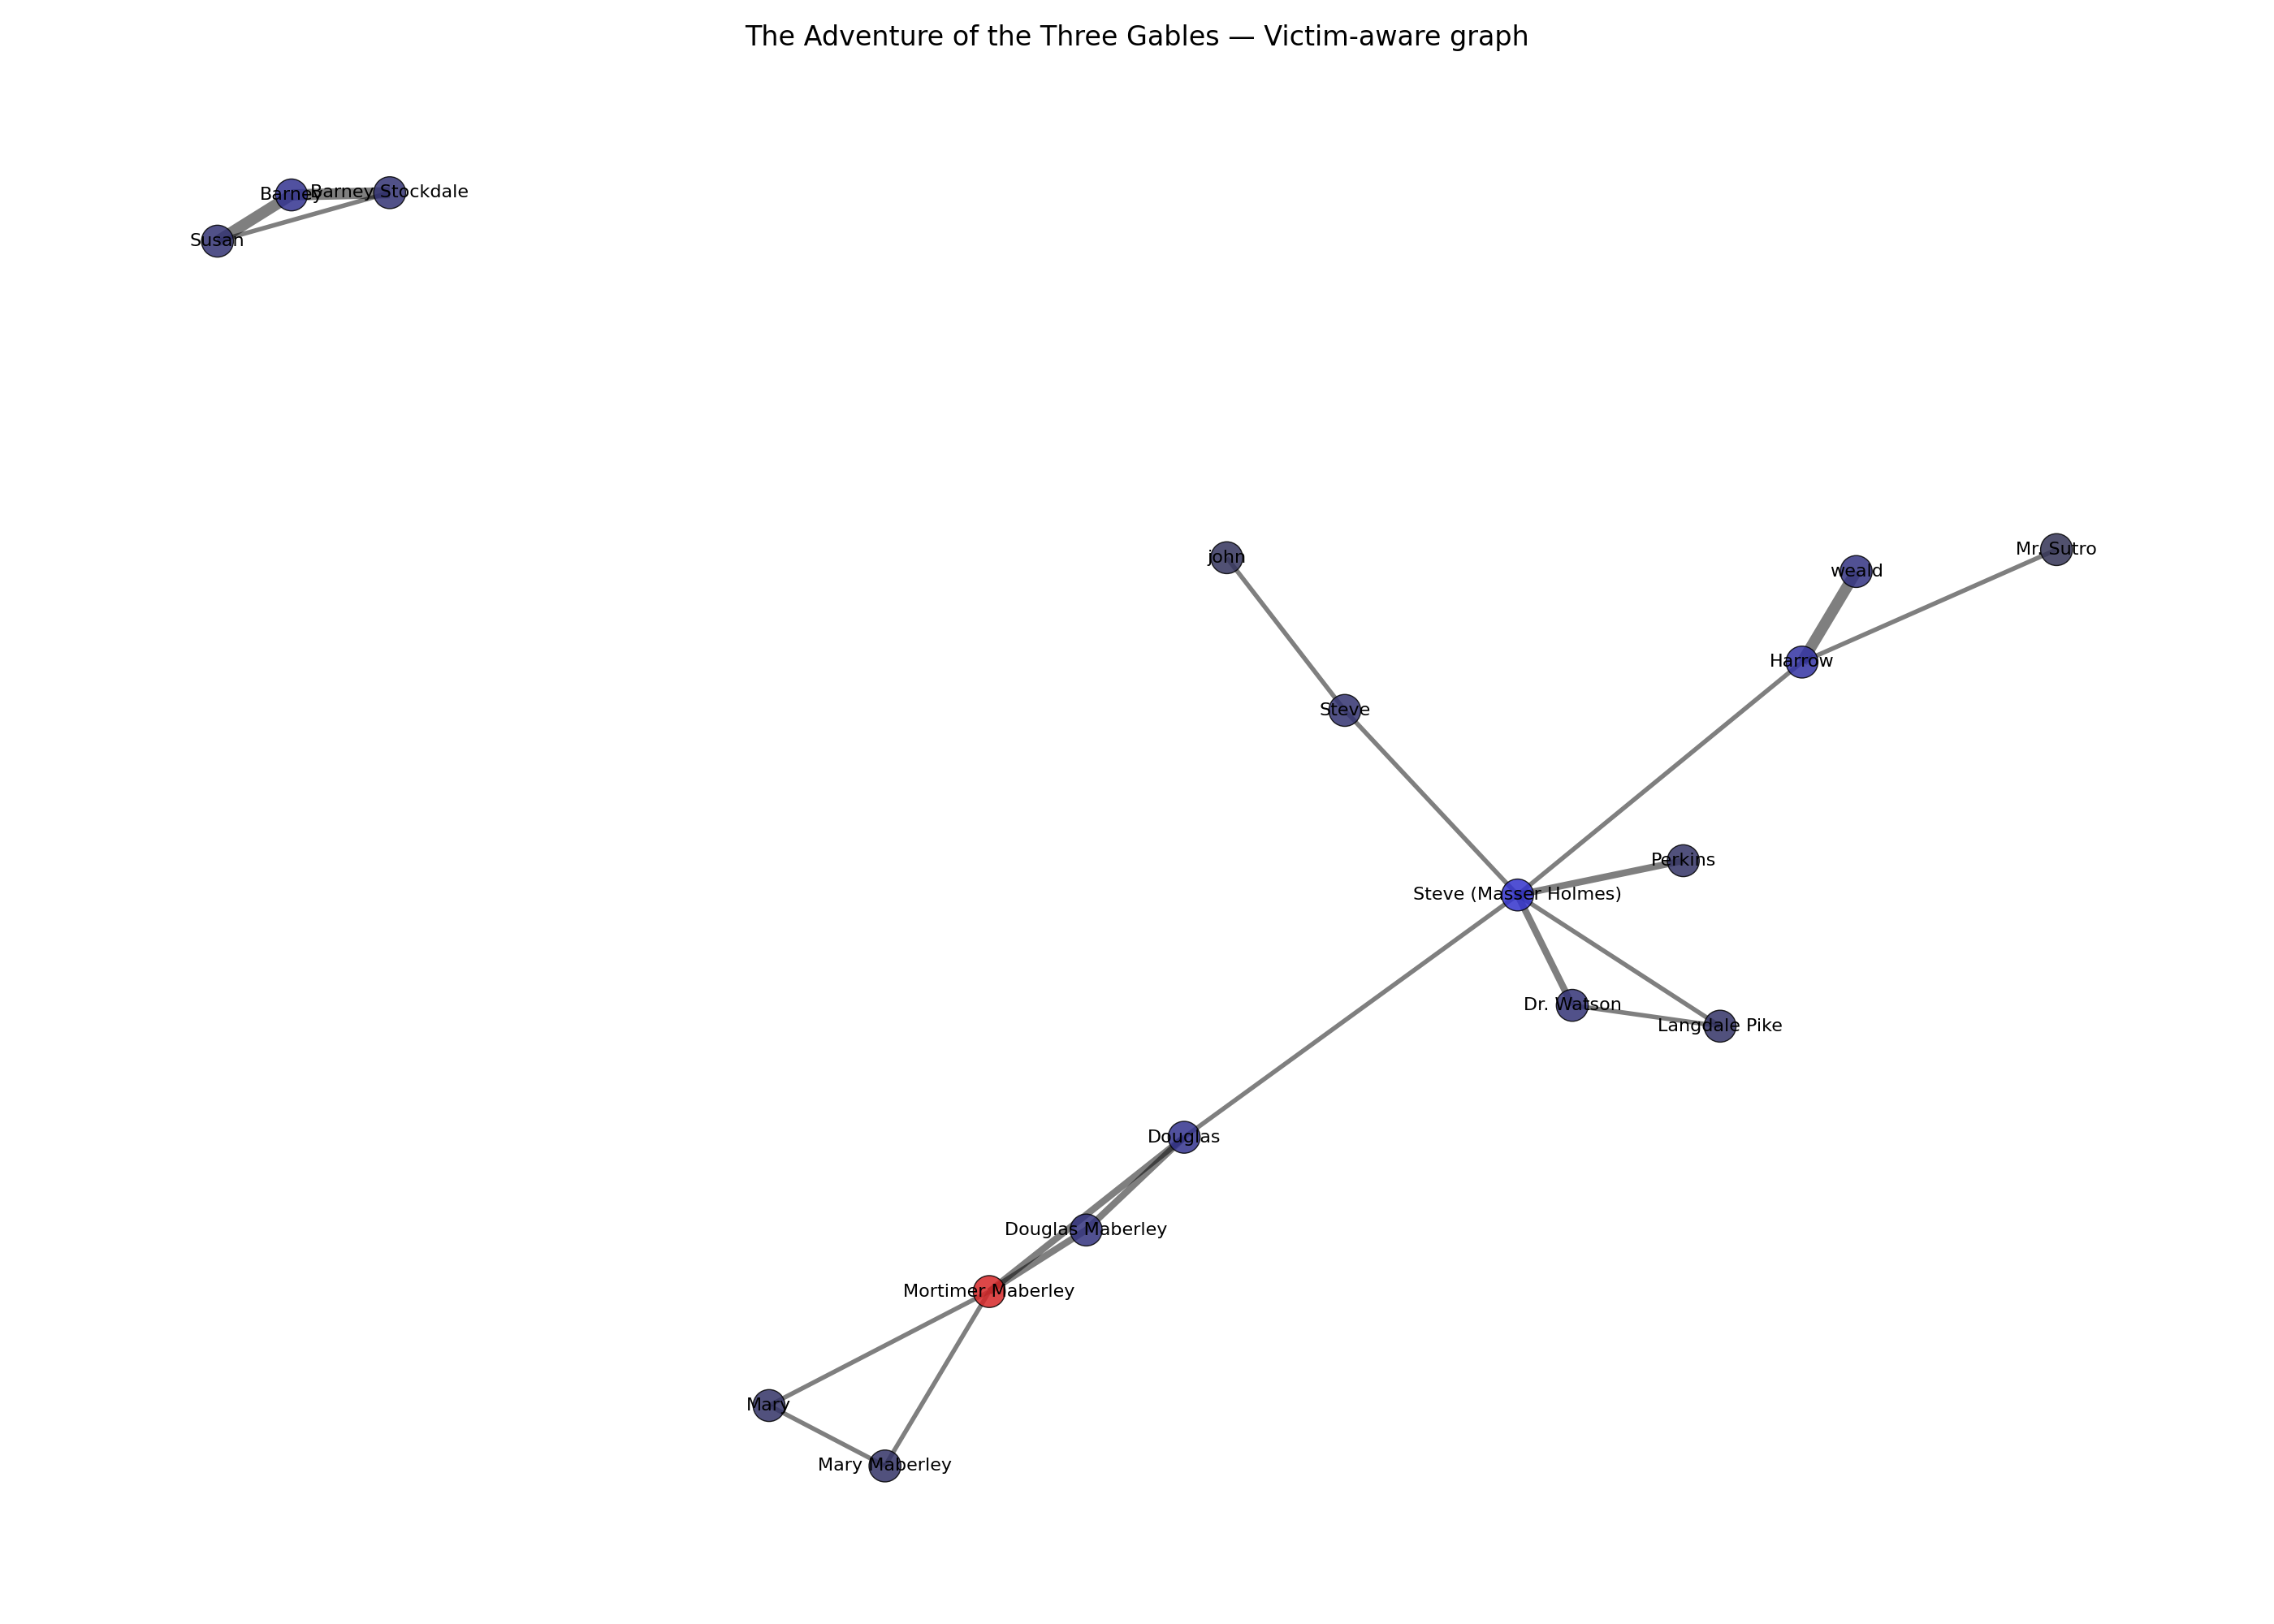 The Adventure of the Three Gables — Victim-aware graph
Barney
Barney Stockdale
Susan
john
Mr. Sutro
weald
Harrow
Steve
Perkins
Steve (Masser Holmes)
Dr. Watson
Langdale Pike
Douglas
Douglas Maberley
Mortimer Maberley
Mary
Mary Maberley